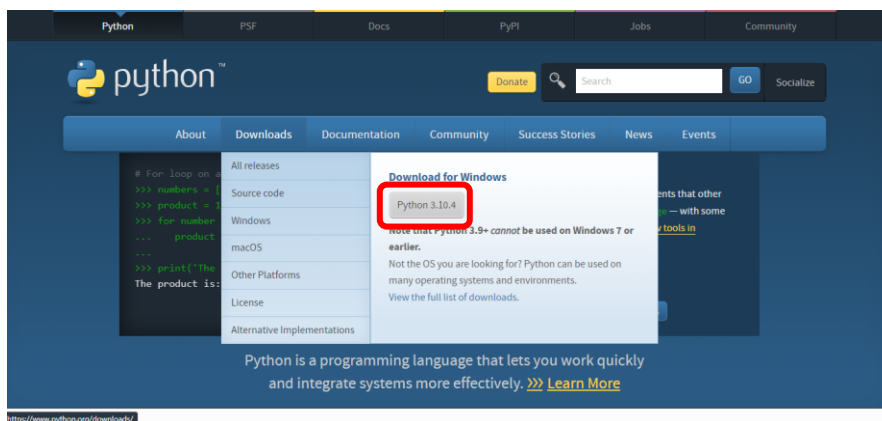 Python
PSF
Docs
PyPI
Jobs
Community
python™
Donate
Search
GO
Socialize
About
Downloads
Documentation
Community
Success Stories
News
Events
# For loop on a
>>> numbers = [
>>> product = 1
>>> for number
... product
...
>>> print('The
The product is:
All releases
Source code
Windows
macOS
Other Platforms
License
Alternative Implementations
Download for Windows
Python 3.10.4
Note that Python 3.9+ cannot be used on Windows 7 or
earlier.
Not the OS you are looking for? Python can be used on
many operating systems and environments.
View the full list of downloads.
ents that other
— with some
tools in
Python is a programming language that lets you work quickly
and integrate systems more effectively. >>> Learn More
https://www.python.org/downloads/